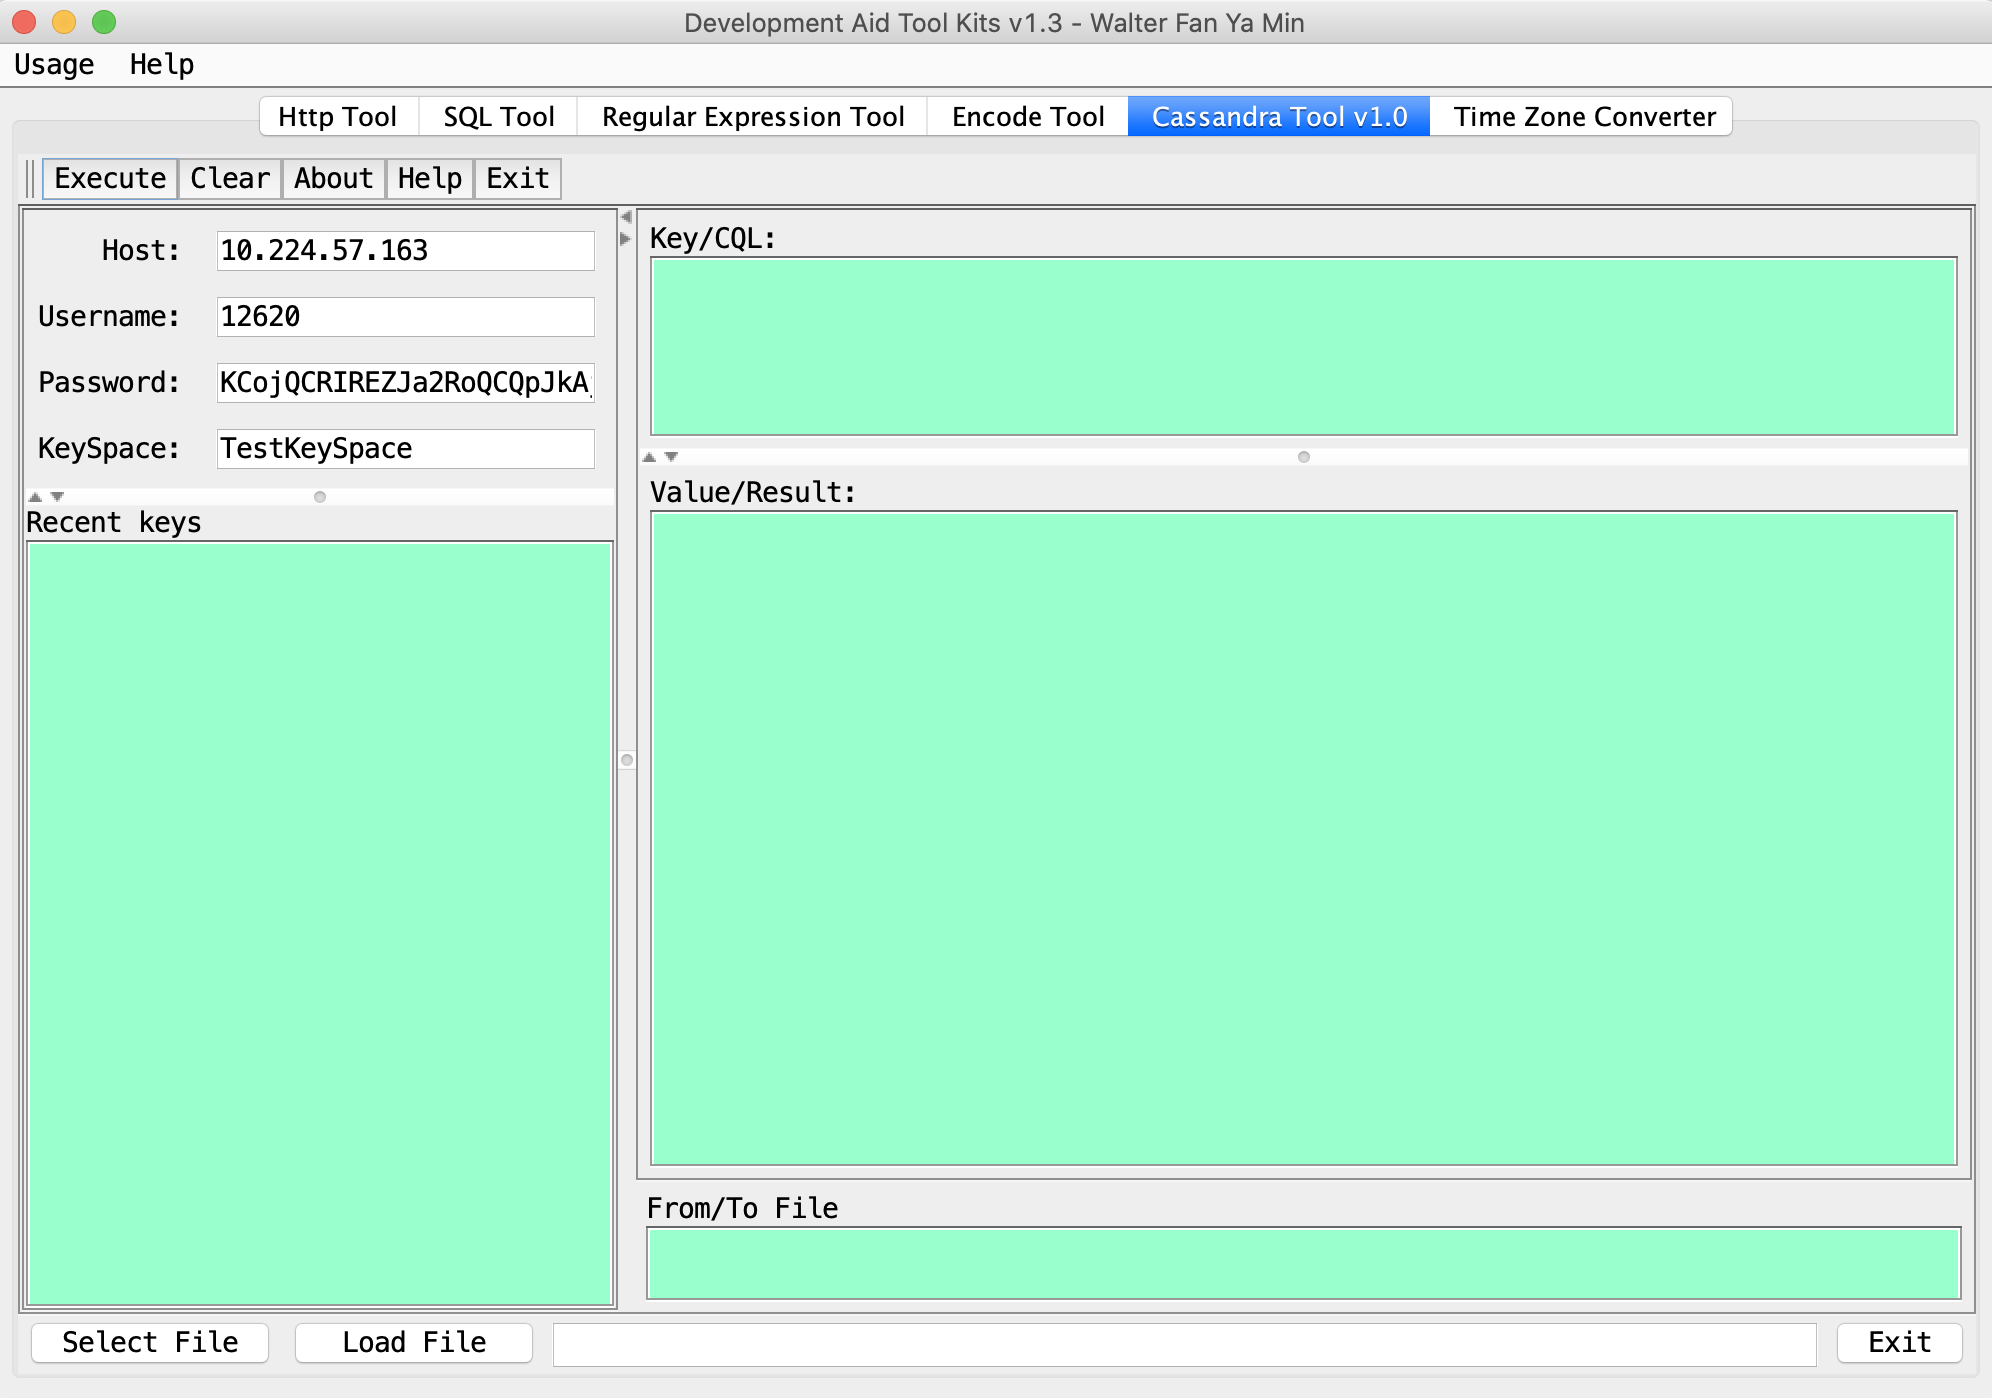 Development Aid Tool Kits v1.3 - Walter Fan Ya Min
Usage Help
Http Tool SQL Tool Regular Expression Tool Encode Tool Cassandra Tool v1.0 Time Zone Converter
Execute Clear About Help Exit
Host: 10.224.57.163
Username: 12620
Password: KCojQCRIREZJa2RoQCQpJkA
KeySpace: TestKeySpace
Recent keys
Key/CQL:
Value/Result:
From/To File
Select File Load File Exit